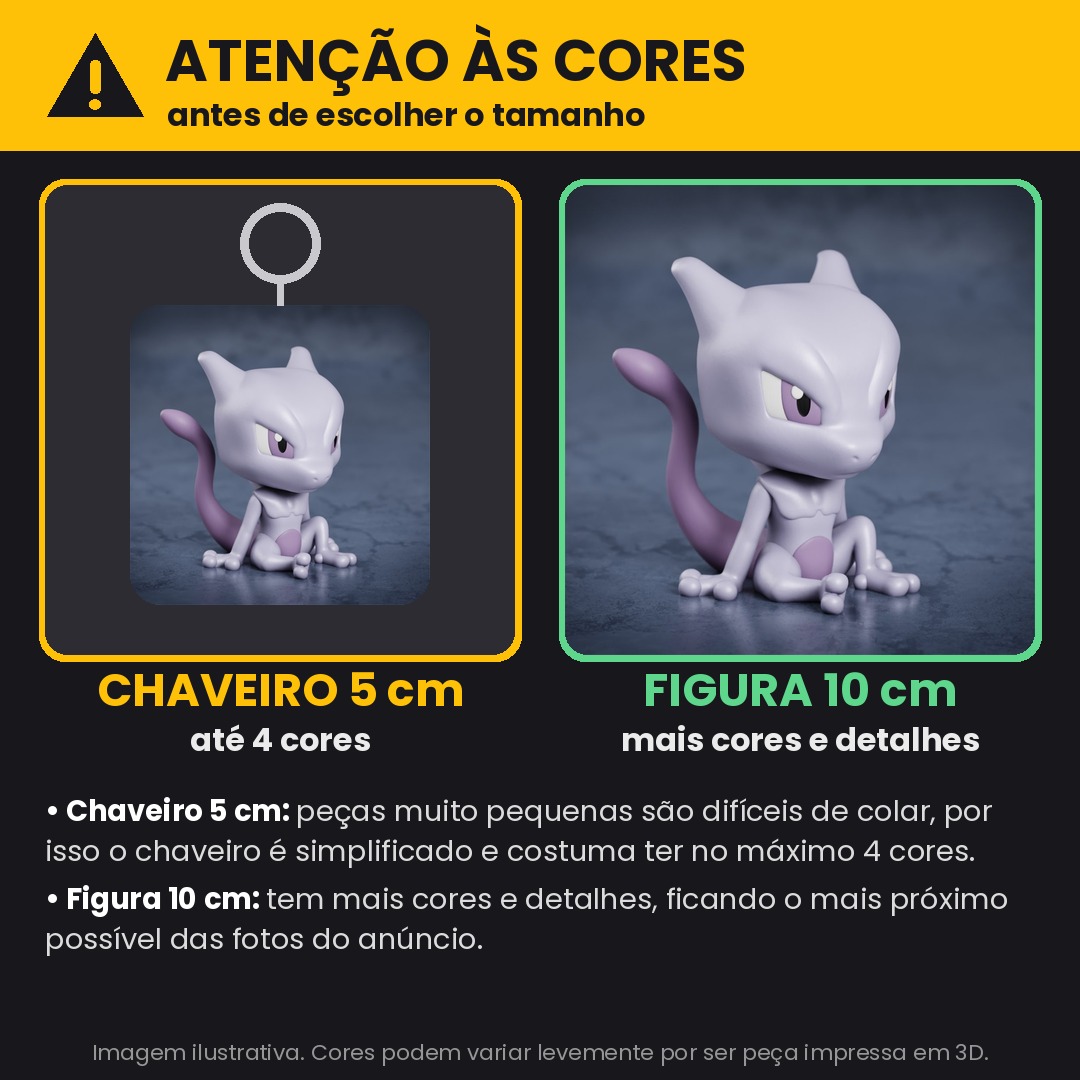 ATENÇÃO ÀS CORES
antes de escolher o tamanho
CHAVEIRO 5 cm
até 4 cores
FIGURA 10 cm
mais cores e detalhes
• Chaveiro 5 cm: peças muito pequenas são difíceis de colar, por
isso o chaveiro é simplificado e costuma ter no máximo 4 cores.
• Figura 10 cm: tem mais cores e detalhes, ficando o mais próximo
possível das fotos do anúncio.
Imagem ilustrativa. Cores podem variar levemente por ser peça impressa em 3D.